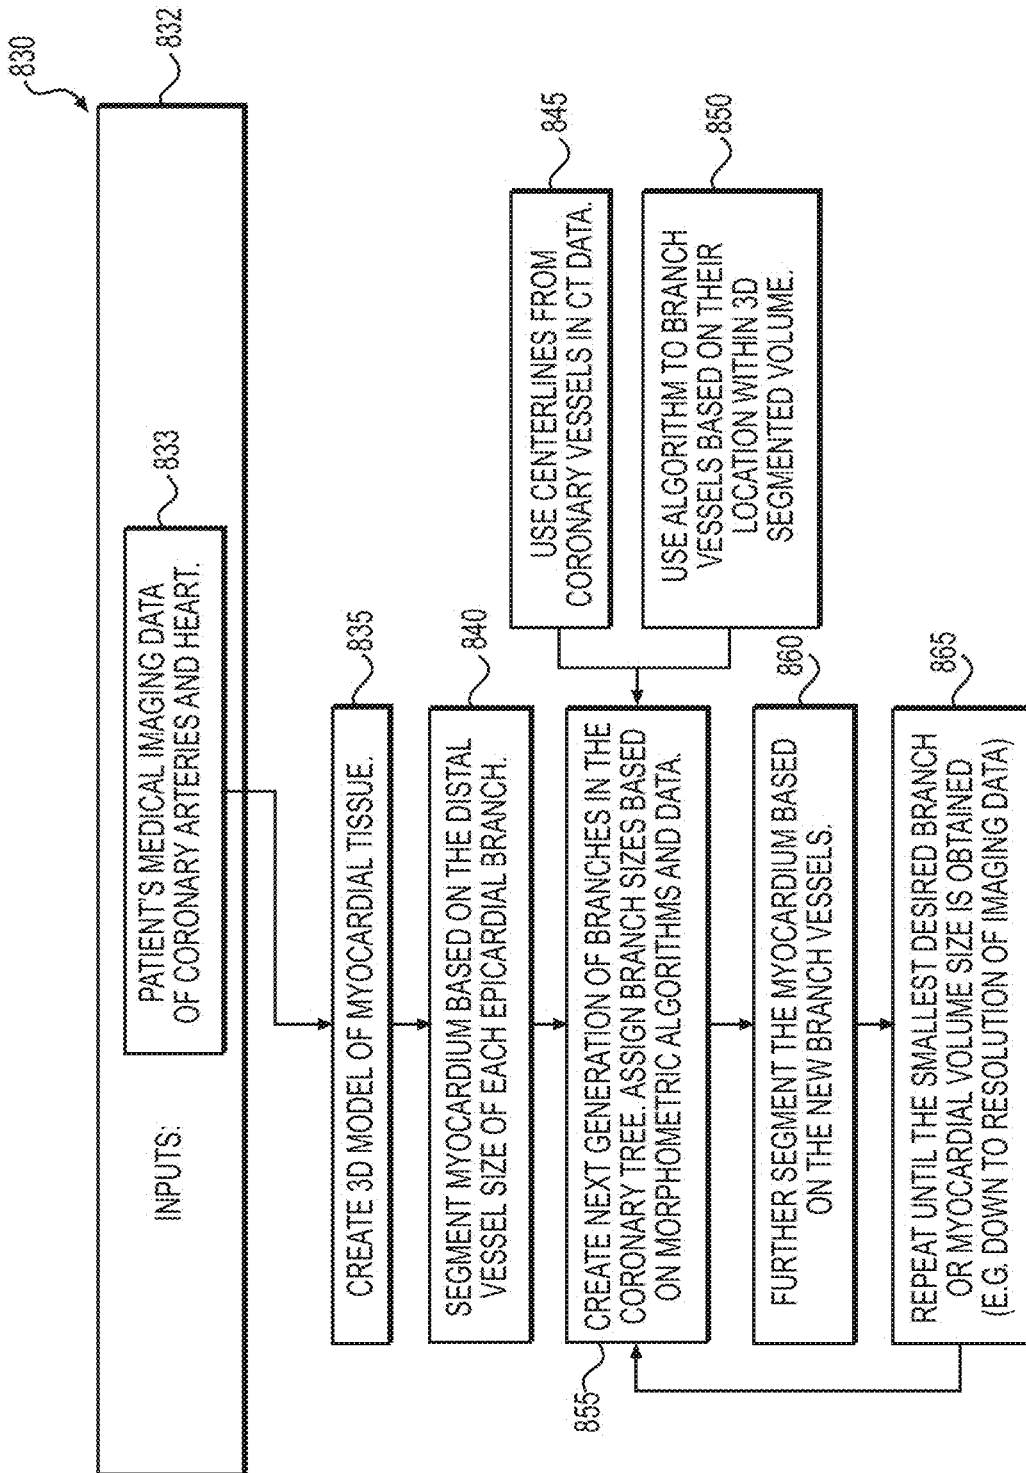 830
832
INPUTS:
833
PATIENT'S MEDICAL IMAGING DATA
OF CORONARY ARTERIES AND HEART.
835
CREATE 3D MODEL OF MYOCARDIAL TISSUE.
840
SEGMENT MYOCARDIUM BASED ON THE DISTAL
VESSEL SIZE OF EACH EPICARDIAL BRANCH.
845
USE CENTERLINES FROM
CORONARY VESSELS IN CT DATA.
850
USE ALGORITHM TO BRANCH
VESSELS BASED ON THEIR
LOCATION WITHIN 3D
SEGMENTED VOLUME.
855
CREATE NEXT GENERATION OF BRANCHES IN THE
CORONARY TREE. ASSIGN BRANCH SIZES BASED
ON MORPHOMETRIC ALGORITHMS AND DATA.
860
FURTHER SEGMENT THE MYOCARDIUM BASED
ON THE NEW BRANCH VESSELS.
865
REPEAT UNTIL THE SMALLEST DESIRED BRANCH
OR MYOCARDIAL VOLUME SIZE IS OBTAINED
(E.G. DOWN TO RESOLUTION OF IMAGING DATA)